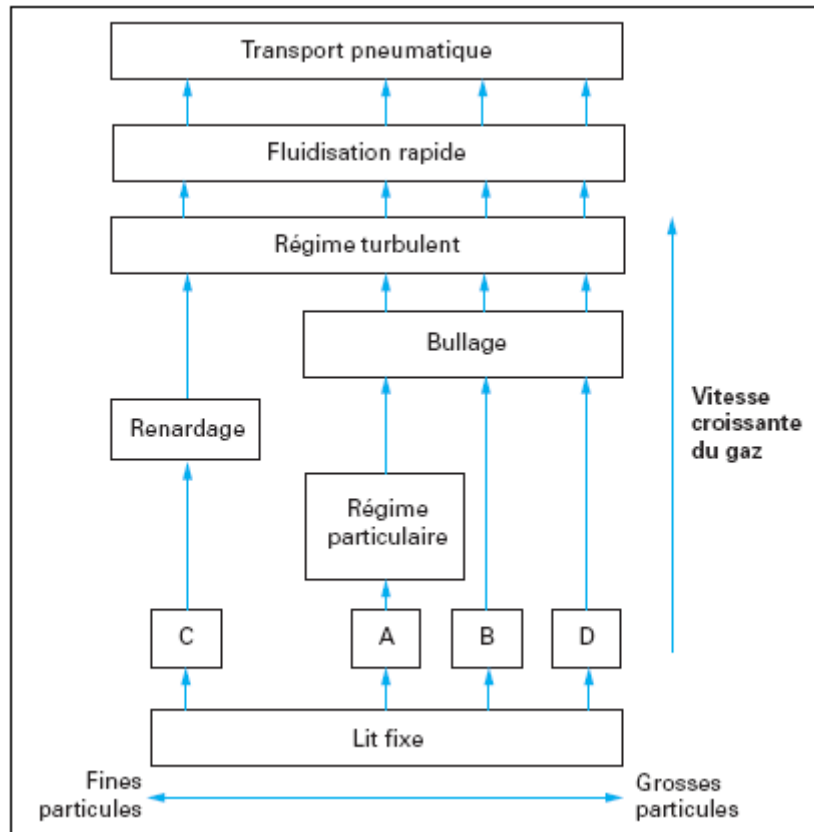 Transport pneumatique
Fluidisation rapide
Régime turbulent
Bullage
Renardage
Vitesse
croissante
du gaz
Régime
particulaire
C
A
B
D
Lit fixe
Fines
particules
Grosses
particules